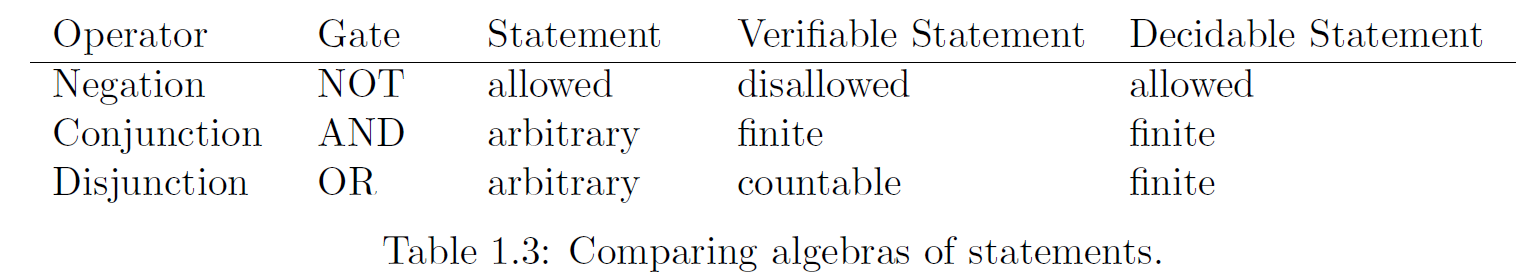 Operator Gate Statement Verifiable Statement Decidable Statement
Negation NOT allowed disallowed allowed
Conjunction AND arbitrary finite finite
Disjunction OR arbitrary countable finite
Table 1.3: Comparing algebras of statements.